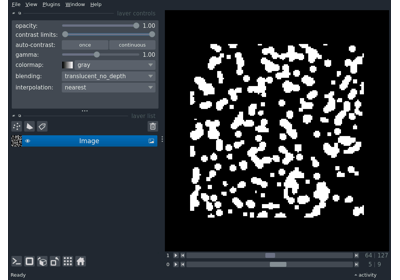 File View Plugins Window Help
layer controls
opacity: 1.00
contrast limits:
auto-contrast: once continuous
gamma: 1.00
colormap: gray
blending: translucent_no_depth
interpolation: nearest
layer list
Image
1 64 | 127
0 5 | 9
Ready activity